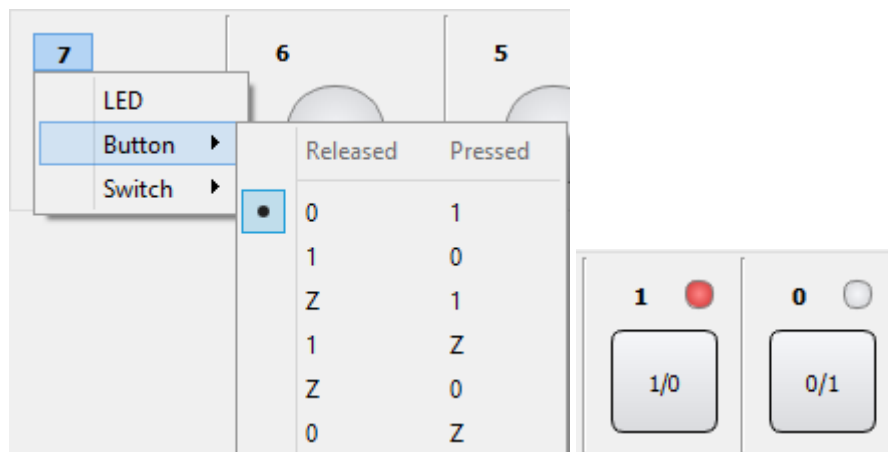 7 6 5
LED
Button
Switch
Released Pressed
0 1
1 0
Z 1
1 Z
Z 0
0 Z
1 0
1/0 0/1